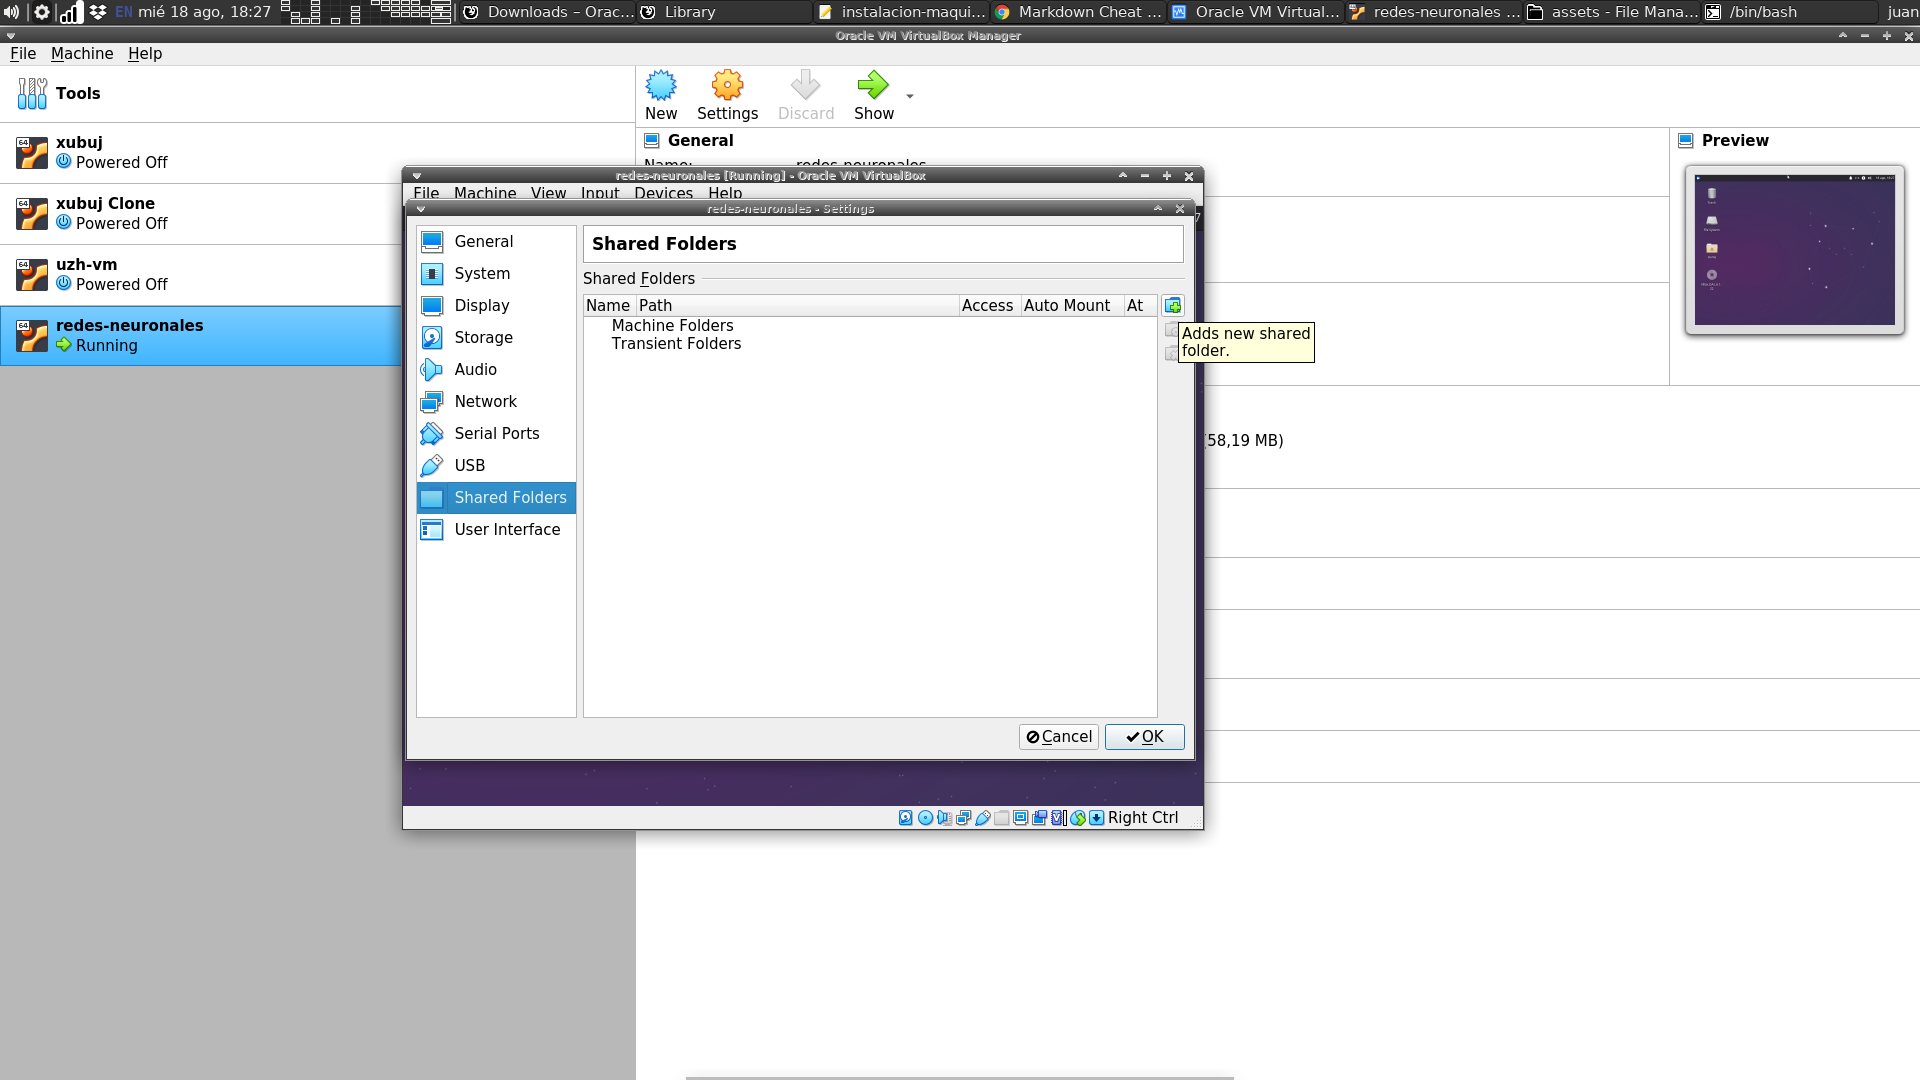 EN mié 18 ago, 18:27 Downloads – Orac... Library instalacion-maqui... Markdown Cheat ... Oracle VM Virtual... redes-neuronales ... assets - File Mana... /bin/bash juan
Oracle VM VirtualBox Manager
File Machine Help
Tools
New Settings Discard Show
General
Preview
Name: redes-neuronales
xubuj
Powered Off
xubuj Clone
Powered Off
uzh-vm
Powered Off
redes-neuronales
Running
redes-neuronales [Running] - Oracle VM VirtualBox
File Machine View Input Devices Help
redes-neuronales - Settings
General
System
Display
Storage
Audio
Network
Serial Ports
USB
Shared Folders
User Interface
Shared Folders
Shared Folders
Name Path Access Auto Mount At
Machine Folders
Transient Folders
Adds new shared
folder.
58,19 MB)
Cancel OK
Right Ctrl